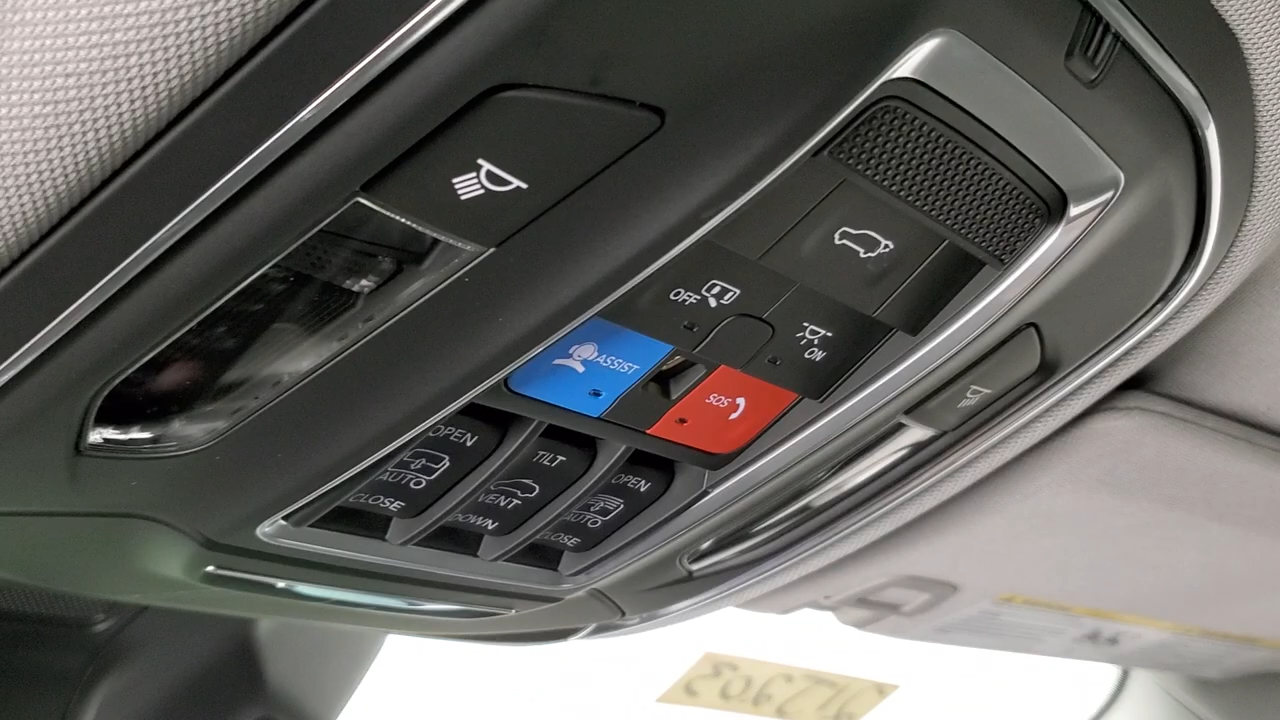 OFF
ON
ASSIST
SOS
OPEN
AUTO
CLOSE
TILT
VENT
DOWN
OPEN
AUTO
CLOSE